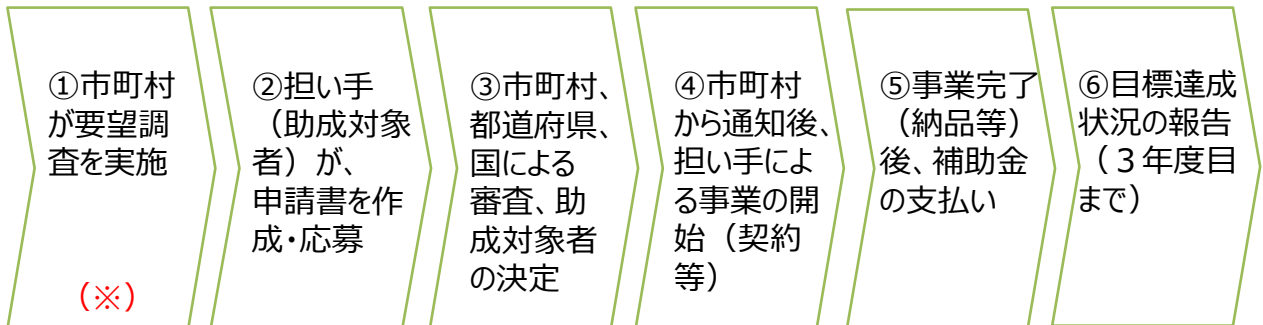 ①市町村
が要望調
査を実施
（※）
②担い手
（助成対象
者）が、
申請書を作
成・応募
③市町村、
都道府県、
国による
審査、助
成対象者
の決定
④市町村
から通知後、
担い手によ
る事業の開
始（契約
等）
⑤事業完了
（納品等）
後、補助金
の支払い
⑥目標達成
状況の報告
（３年度目
まで）